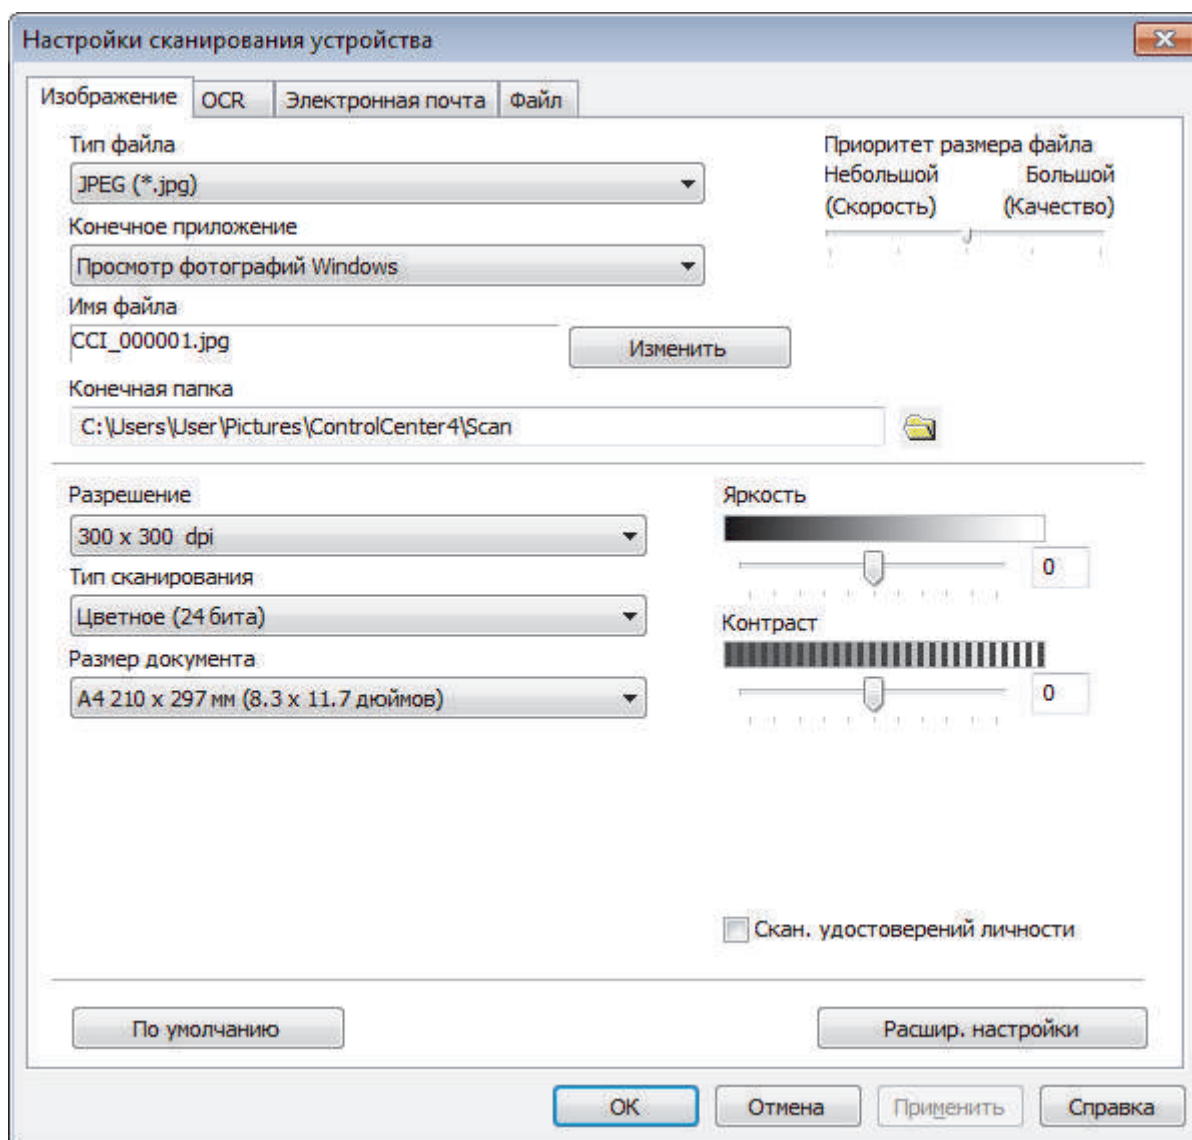 Настройки сканирования устройства
Изображение OCR Электронная почта Файл
Тип файла
JPEG (*.jpg)
Приоритет размера файла
Небольшой Большой
(Скорость) (Качество)
Конечное приложение
Просмотр фотографий Windows
Имя файла
CCI_000001.jpg
Изменить
Конечная папка
C:\Users\User\Pictures\ControlCenter4\Scan
Разрешение
300 x 300 dpi
Тип сканирования
Цветное (24 бита)
Размер документа
A4 210 x 297 мм (8.3 x 11.7 дюймов)
Яркость
0
Контраст
0
Скан. удостоверений личности
По умолчанию Расшир. настройки
OK Отмена Применить Справка